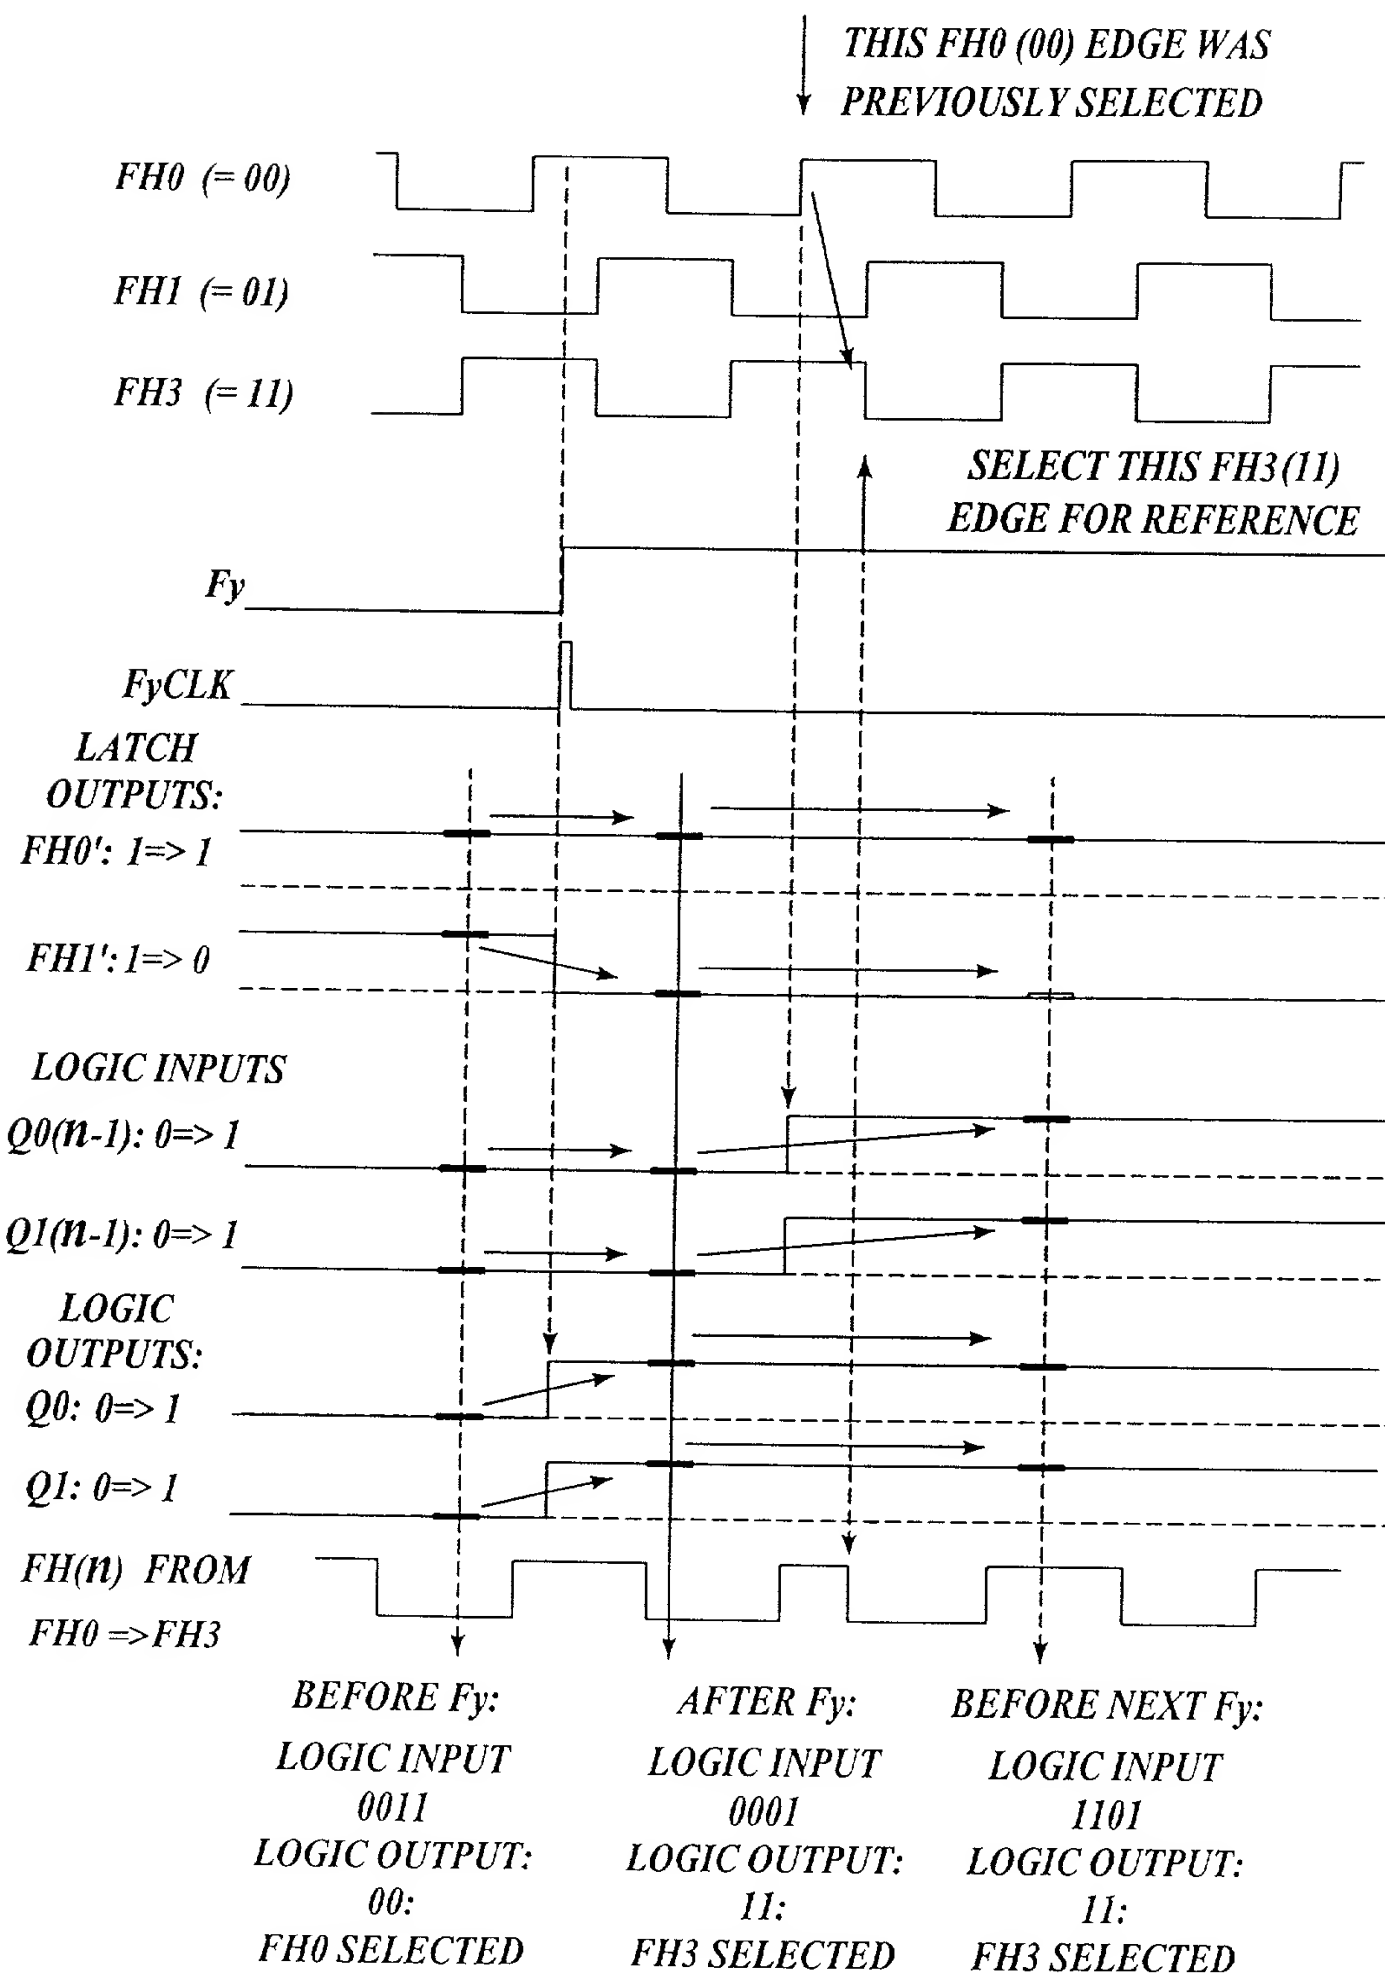 THIS FH0 (00) EDGE WAS
PREVIOUSLY SELECTED
FH0 (= 00)
FH1 (= 01)
FH3 (= 11)
SELECT THIS FH3(11)
EDGE FOR REFERENCE
Fy
FyCLK
LATCH
OUTPUTS:
FH0': 1=> 1
FH1': 1=> 0
LOGIC INPUTS
Q0(n-1): 0=> 1
Q1(n-1): 0=> 1
LOGIC
OUTPUTS:
Q0: 0=> 1
Q1: 0=> 1
FH(n) FROM
FH0 =>FH3
BEFORE Fy:
LOGIC INPUT
0011
LOGIC OUTPUT:
00:
FH0 SELECTED
AFTER Fy:
LOGIC INPUT
0001
LOGIC OUTPUT:
11:
FH3 SELECTED
BEFORE NEXT Fy:
LOGIC INPUT
1101
LOGIC OUTPUT:
11:
FH3 SELECTED